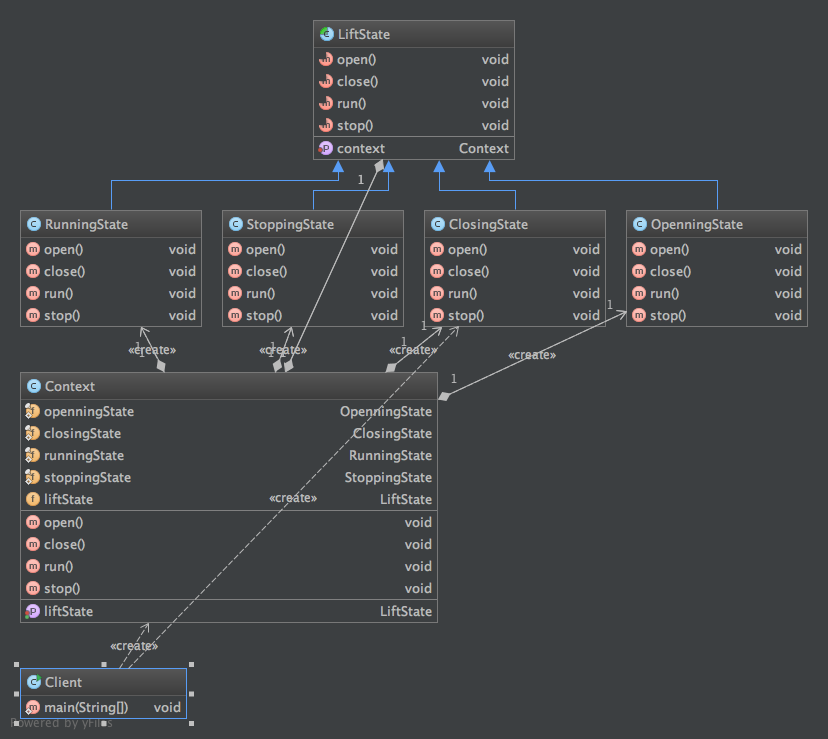 LiftState
open() void
close() void
run() void
stop() void
context Context
1
RunningState
open() void
close() void
run() void
stop() void
StoppingState
open() void
close() void
run() void
stop() void
ClosingState
open() void
close() void
run() void
stop() void
OpenningState
open() void
close() void
run() void
stop() void
1
1
«create»
1
1
«create»
1
1
1
«create»
1
«create»
1
Context
openningState OpenningState
closingState ClosingState
runningState RunningState
stoppingState StoppingState
liftState LiftState
«create»
open() void
close() void
run() void
stop() void
liftState LiftState
«create»
Client
main(String[]) void
Powered by yFiles